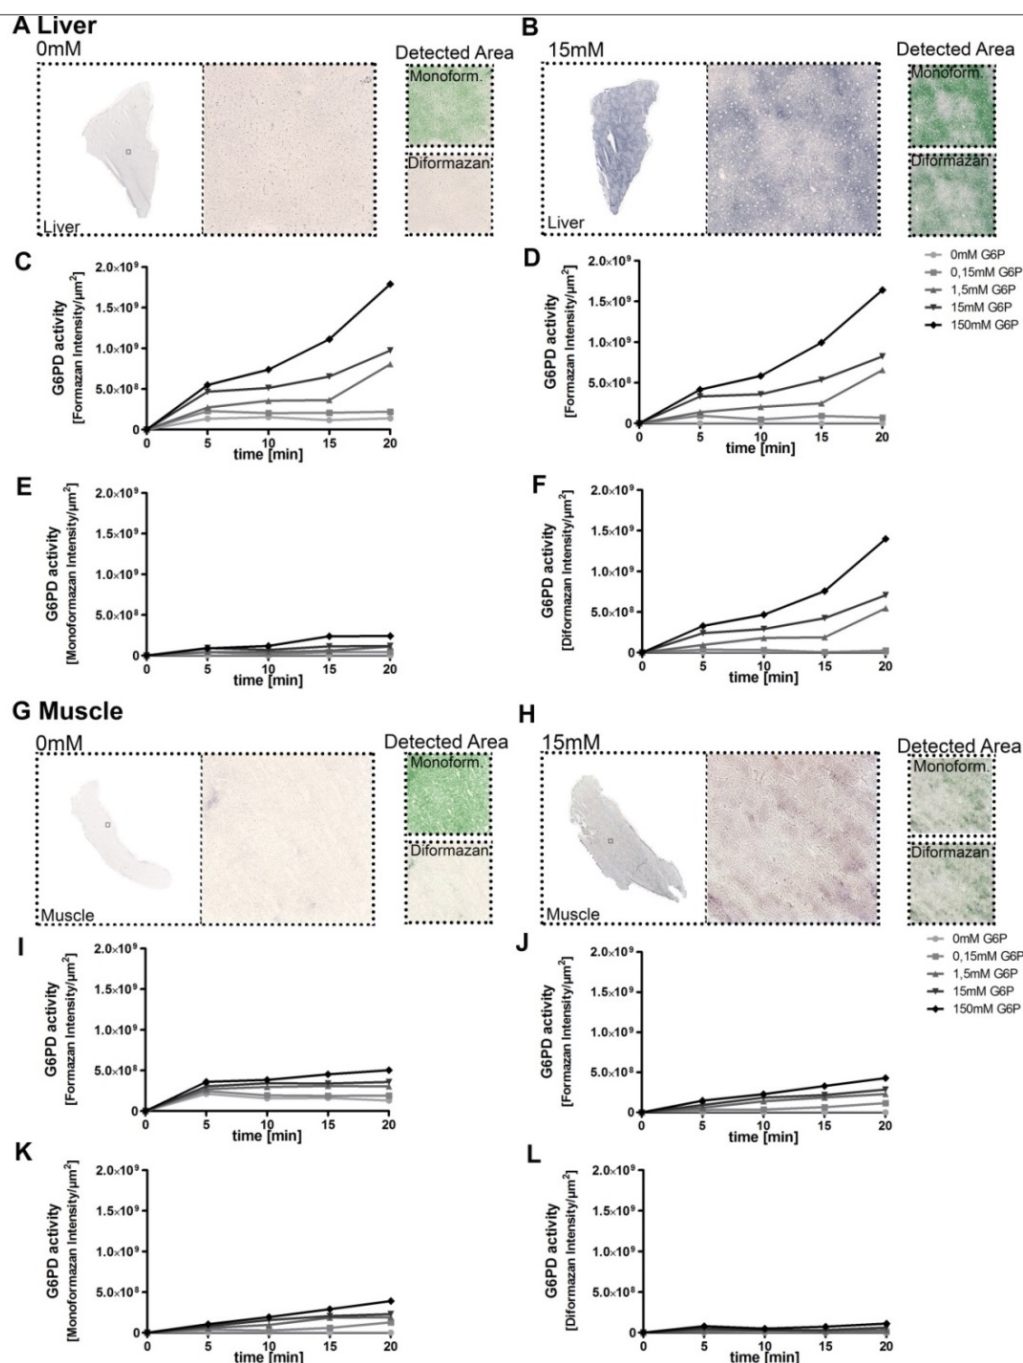 A Liver
0mM
Detected Area
Monoform.
Diformazan
Liver
B
15mM
Detected Area
Monoform.
Diformazan
Liver
C
G6PD activity
[Formazan Intensity/µm²]
2.0×10⁹
1.5×10⁹
1.0×10⁹
5.0×10⁸
0
0 5 10 15 20
time [min]
D
G6PD activity
[Formazan Intensity/µm²]
2.0×10⁹
1.5×10⁹
1.0×10⁹
5.0×10⁸
0
0 5 10 15 20
time [min]
0mM G6P
0,15mM G6P
1,5mM G6P
15mM G6P
150mM G6P
E
G6PD activity
[Monoformazan Intensity/µm²]
2.0×10⁹
1.5×10⁹
1.0×10⁹
5.0×10⁸
0
0 5 10 15 20
time [min]
F
G6PD activity
[Diformazan Intensity/µm²]
2.0×10⁹
1.5×10⁹
1.0×10⁹
5.0×10⁸
0
0 5 10 15 20
time [min]
G Muscle
0mM
Detected Area
Monoform.
Diformazan
Muscle
H
15mM
Detected Area
Monoform.
Diformazan
Muscle
I
G6PD activity
[Formazan Intensity/µm²]
2.0×10⁹
1.5×10⁹
1.0×10⁹
5.0×10⁸
0
0 5 10 15 20
time [min]
J
G6PD activity
[Formazan Intensity/µm²]
2.0×10⁹
1.5×10⁹
1.0×10⁹
5.0×10⁸
0
0 5 10 15 20
time [min]
0mM G6P
0,15mM G6P
1,5mM G6P
15mM G6P
150mM G6P
K
G6PD activity
[Monoformazan Intensity/µm²]
2.0×10⁹
1.5×10⁹
1.0×10⁹
5.0×10⁸
0
0 5 10 15 20
time [min]
L
G6PD activity
[Diformazan Intensity/µm²]
2.0×10⁹
1.5×10⁹
1.0×10⁹
5.0×10⁸
0
0 5 10 15 20
time [min]